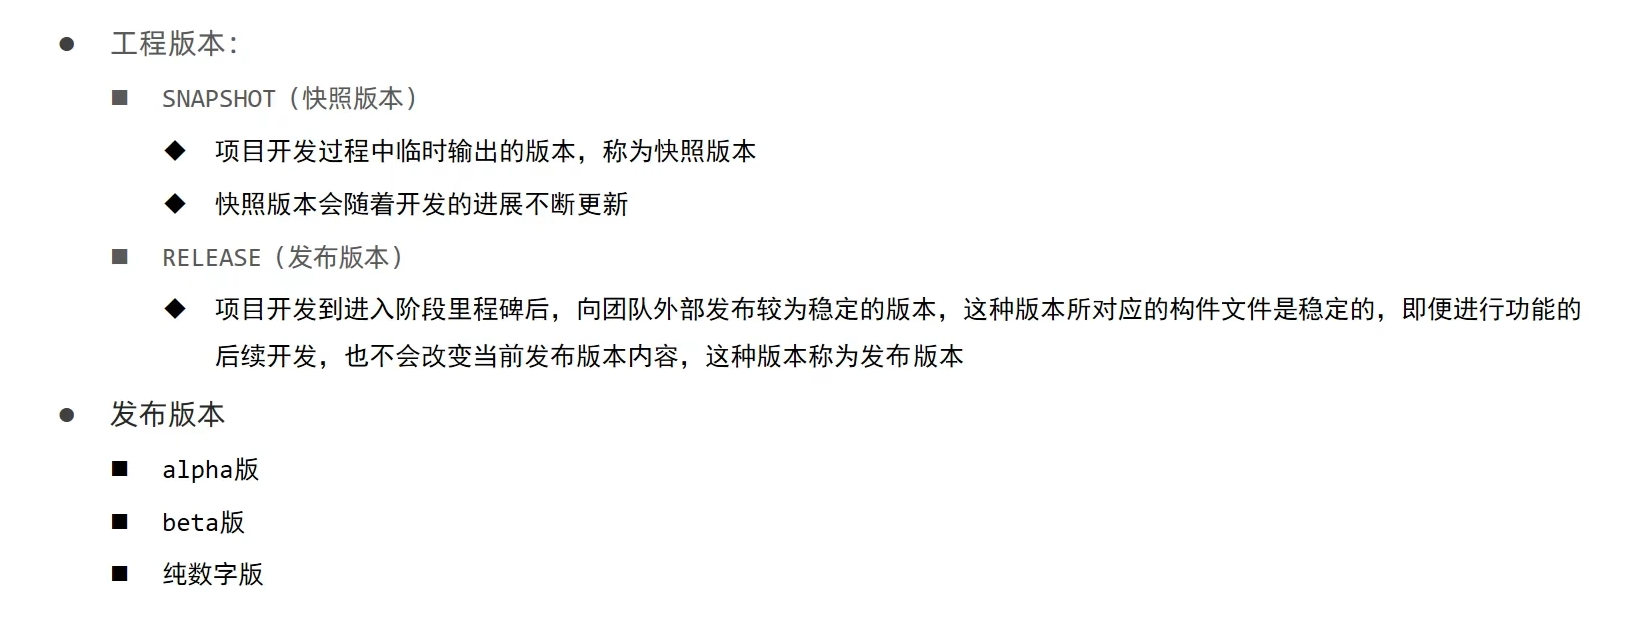 ● 工程版本：
■ SNAPSHOT（快照版本）
◆ 项目开发过程中临时输出的版本，称为快照版本
◆ 快照版本会随着开发的进展不断更新
■ RELEASE（发布版本）
◆ 项目开发到进入阶段里程碑后，向团队外部发布较为稳定的版本，这种版本所对应的构件文件是稳定的，即便进行功能的
后续开发，也不会改变当前发布版本内容，这种版本称为发布版本
● 发布版本
■ alpha版
■ beta版
■ 纯数字版